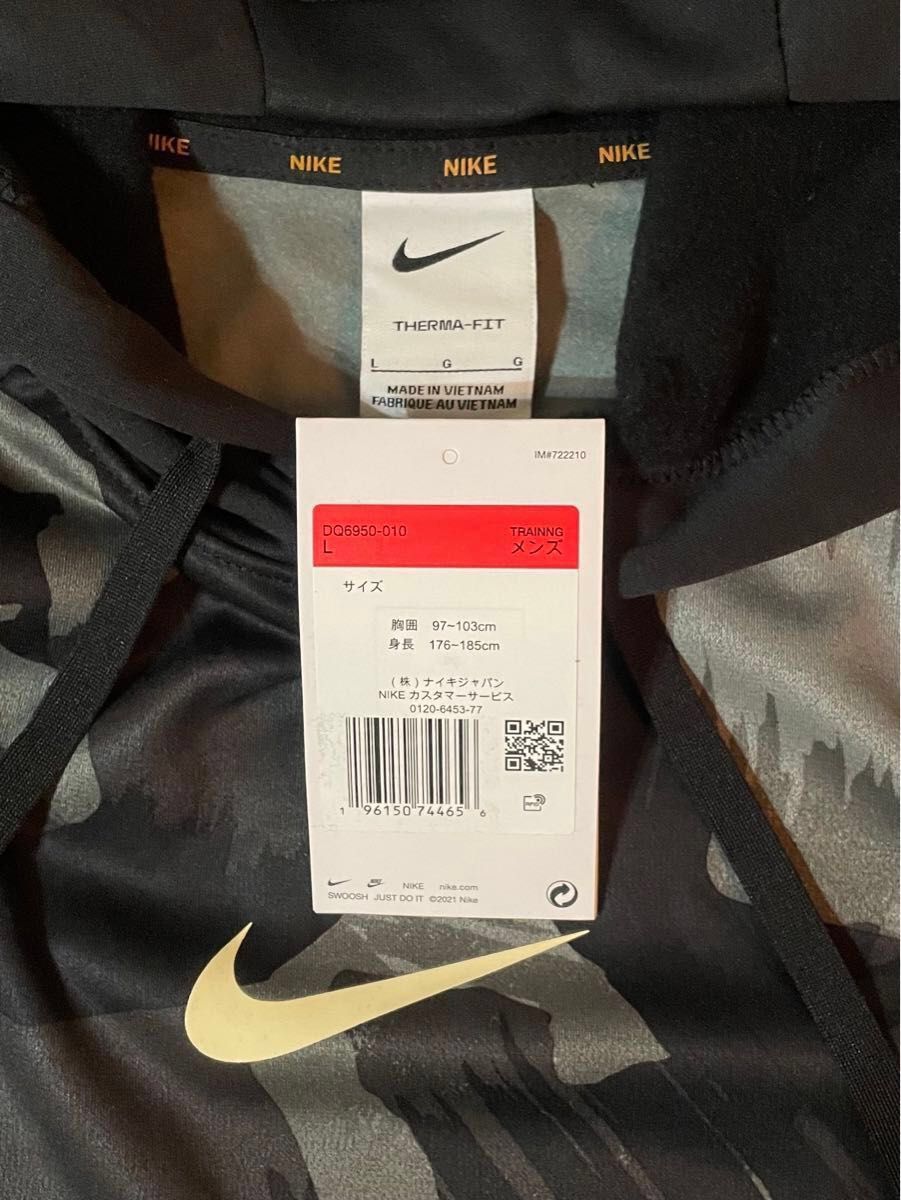 NIKE NIKE NIKE NIKE
THERMA-FIT
L G G
MADE IN VIETNAM
FABRIQUE AU VIETNAM
IM#722210
DQ6950-010 TRAINNG
L メンズ
サイズ
胸囲 97~103cm
身長 176~185cm
(株)ナイキジャパン
NIKE カスタマーサービス
0120-6453-77
1 96150 74465 6
NIKE nike.com
SWOOSH JUST DO IT ©2021 Nike